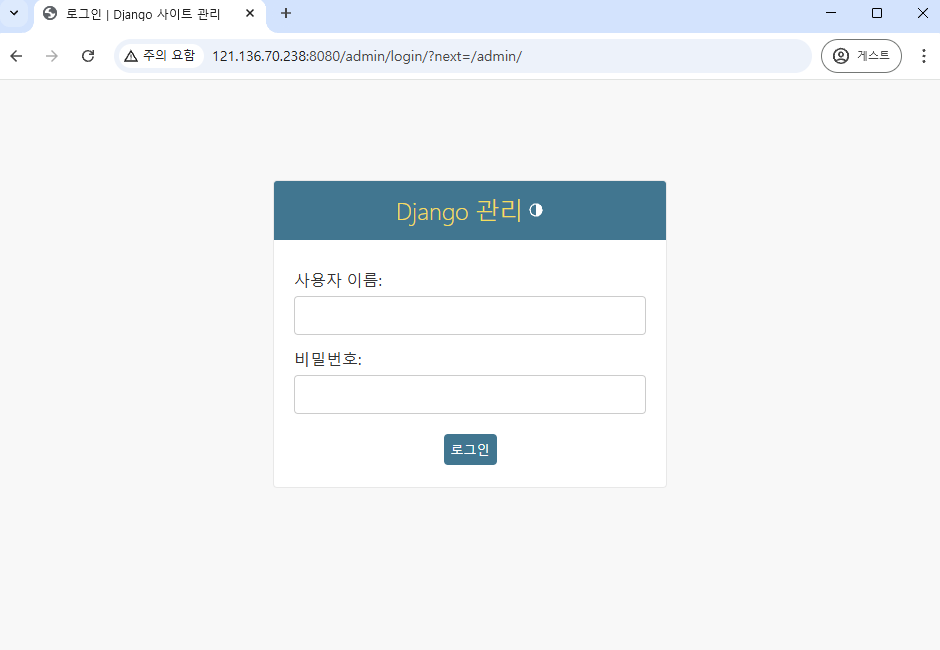 로그인 | Django 사이트 관리
주의 요함 121.136.70.238:8080/admin/login/?next=/admin/ 게스트
Django 관리
사용자 이름:
비밀번호:
로그인